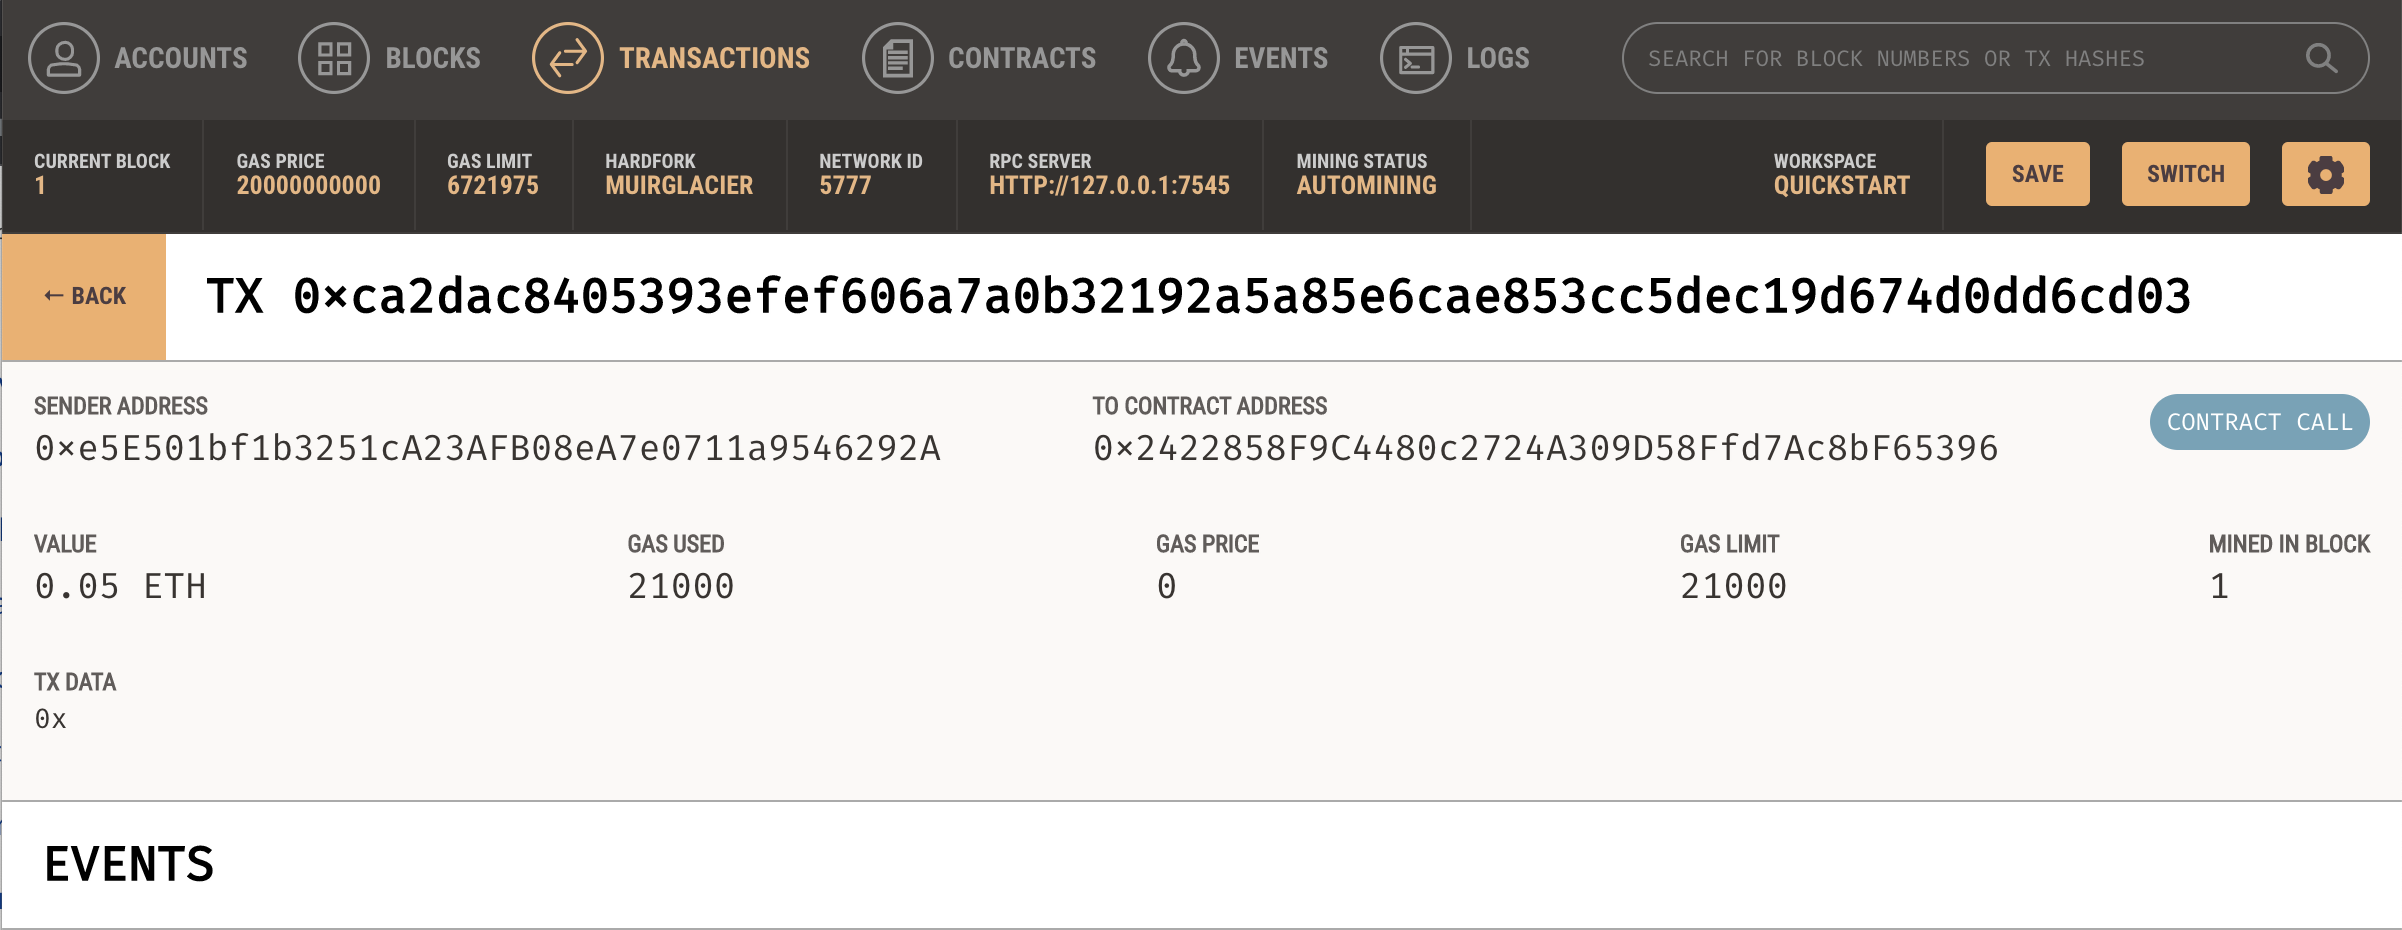 ACCOUNTS BLOCKS TRANSACTIONS CONTRACTS EVENTS LOGS SEARCH FOR BLOCK NUMBERS OR TX HASHES
CURRENT BLOCK GAS PRICE GAS LIMIT HARDFORK NETWORK ID RPC SERVER MINING STATUS WORKSPACE
1 20000000000 6721975 MUIRGLACIER 5777 HTTP://127.0.0.1:7545 AUTOMINING QUICKSTART SAVE SWITCH
← BACK TX 0×ca2dac8405393efef606a7a0b32192a5a85e6cae853cc5dec19d674d0dd6cd03
SENDER ADDRESS TO CONTRACT ADDRESS
0×e5E501bf1b3251cA23AFB08eA7e0711a9546292A 0×2422858F9C4480c2724A309D58Ffd7Ac8bF65396 CONTRACT CALL
VALUE GAS USED GAS PRICE GAS LIMIT MINED IN BLOCK
0.05 ETH 21000 0 21000 1
TX DATA
0x
EVENTS